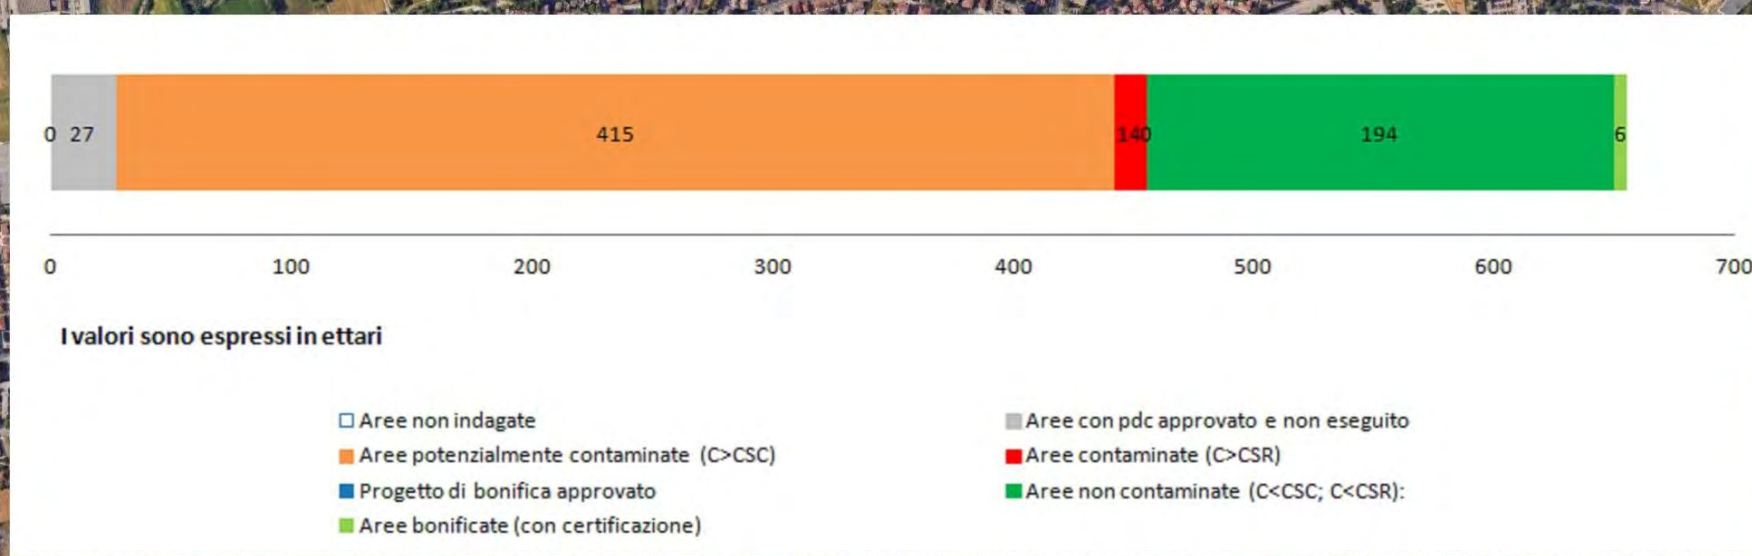 0 27 415 140 194 6
0 100 200 300 400 500 600 700
I valori sono espressi in ettari
Aree non indagate Aree con pdc approvato e non eseguito
Aree potenzialmente contaminate (C>CSC) Aree contaminate (C>CSR)
Progetto di bonifica approvato Aree non contaminate (C<CSC; C<CSR):
Aree bonificate (con certificazione)